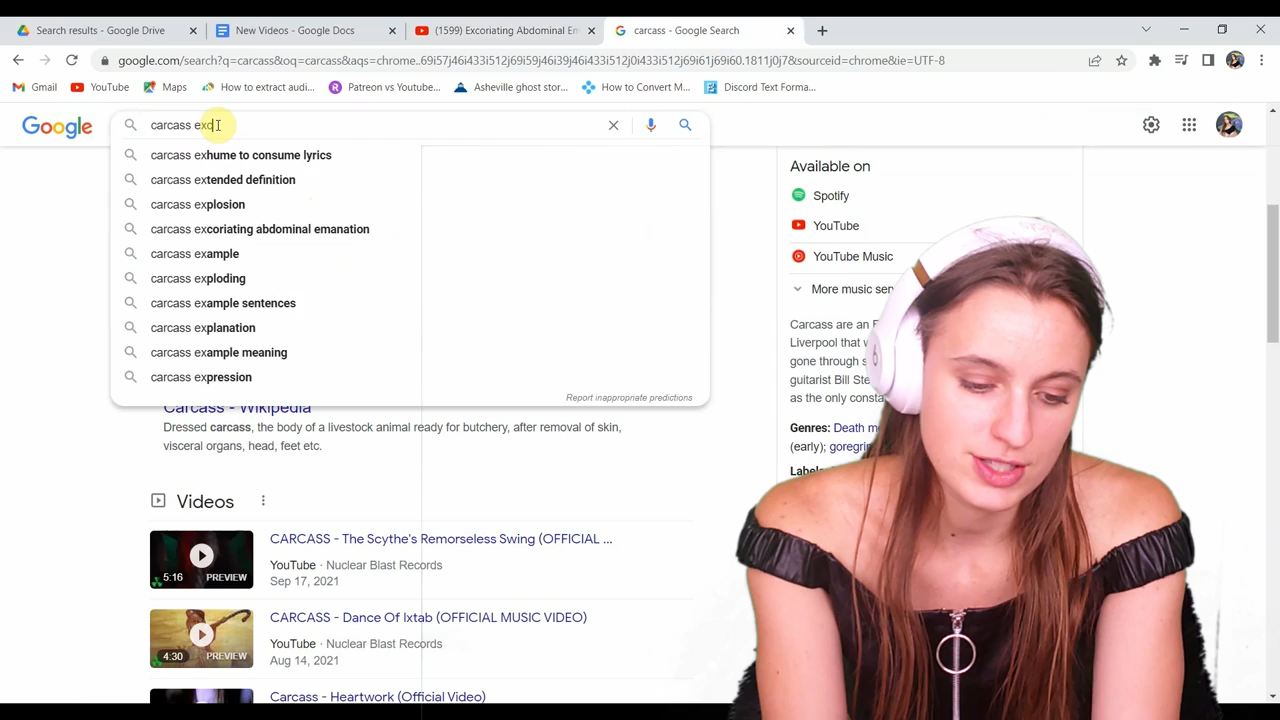 Search results - Google Drive
New Videos - Google Docs
(1599) Excoriating Abdominal Em
carcass - Google Search
google.com/search?q=carcass&oq=carcass&aqs=chrome..69i57j46i433i512j0l59j46i39j46i433i512j0i433i512j69i61j69i60.1611j0j7&sourceid=chrome&ie=UTF-8
Gmail
YouTube
Maps
How to extract audi...
Patreon vs Youtube...
Asheville ghost stor...
How to Convert M...
Discord Text Forma...
Google
carcass exc
carcass exhume to consume lyrics
carcass extended definition
carcass explosion
carcass excoriating abdominal emanation
carcass example
carcass exploding
carcass example sentences
carcass explanation
carcass example meaning
carcass expression
Report inappropriate predictions
Carcass - Wikipedia
Dressed carcass, the body of a livestock animal ready for butchery, after removal of skin,
visceral organs, head, feet etc.
Videos
CARCASS - The Scythe's Remorseless Swing (OFFICIAL ...
YouTube · Nuclear Blast Records
Sep 17, 2021
5:16 PREVIEW
CARCASS - Dance Of Ixtab (OFFICIAL MUSIC VIDEO)
YouTube · Nuclear Blast Records
Aug 14, 2021
4:30 PREVIEW
Carcass - Heartwork (Official Video)
Available on
Spotify
YouTube
YouTube Music
More music ser
Carcass are an
Liverpool that w
gone through s
guitarist Bill Ste
as the only consta
Genres: Death m
(early); goregri
Labels